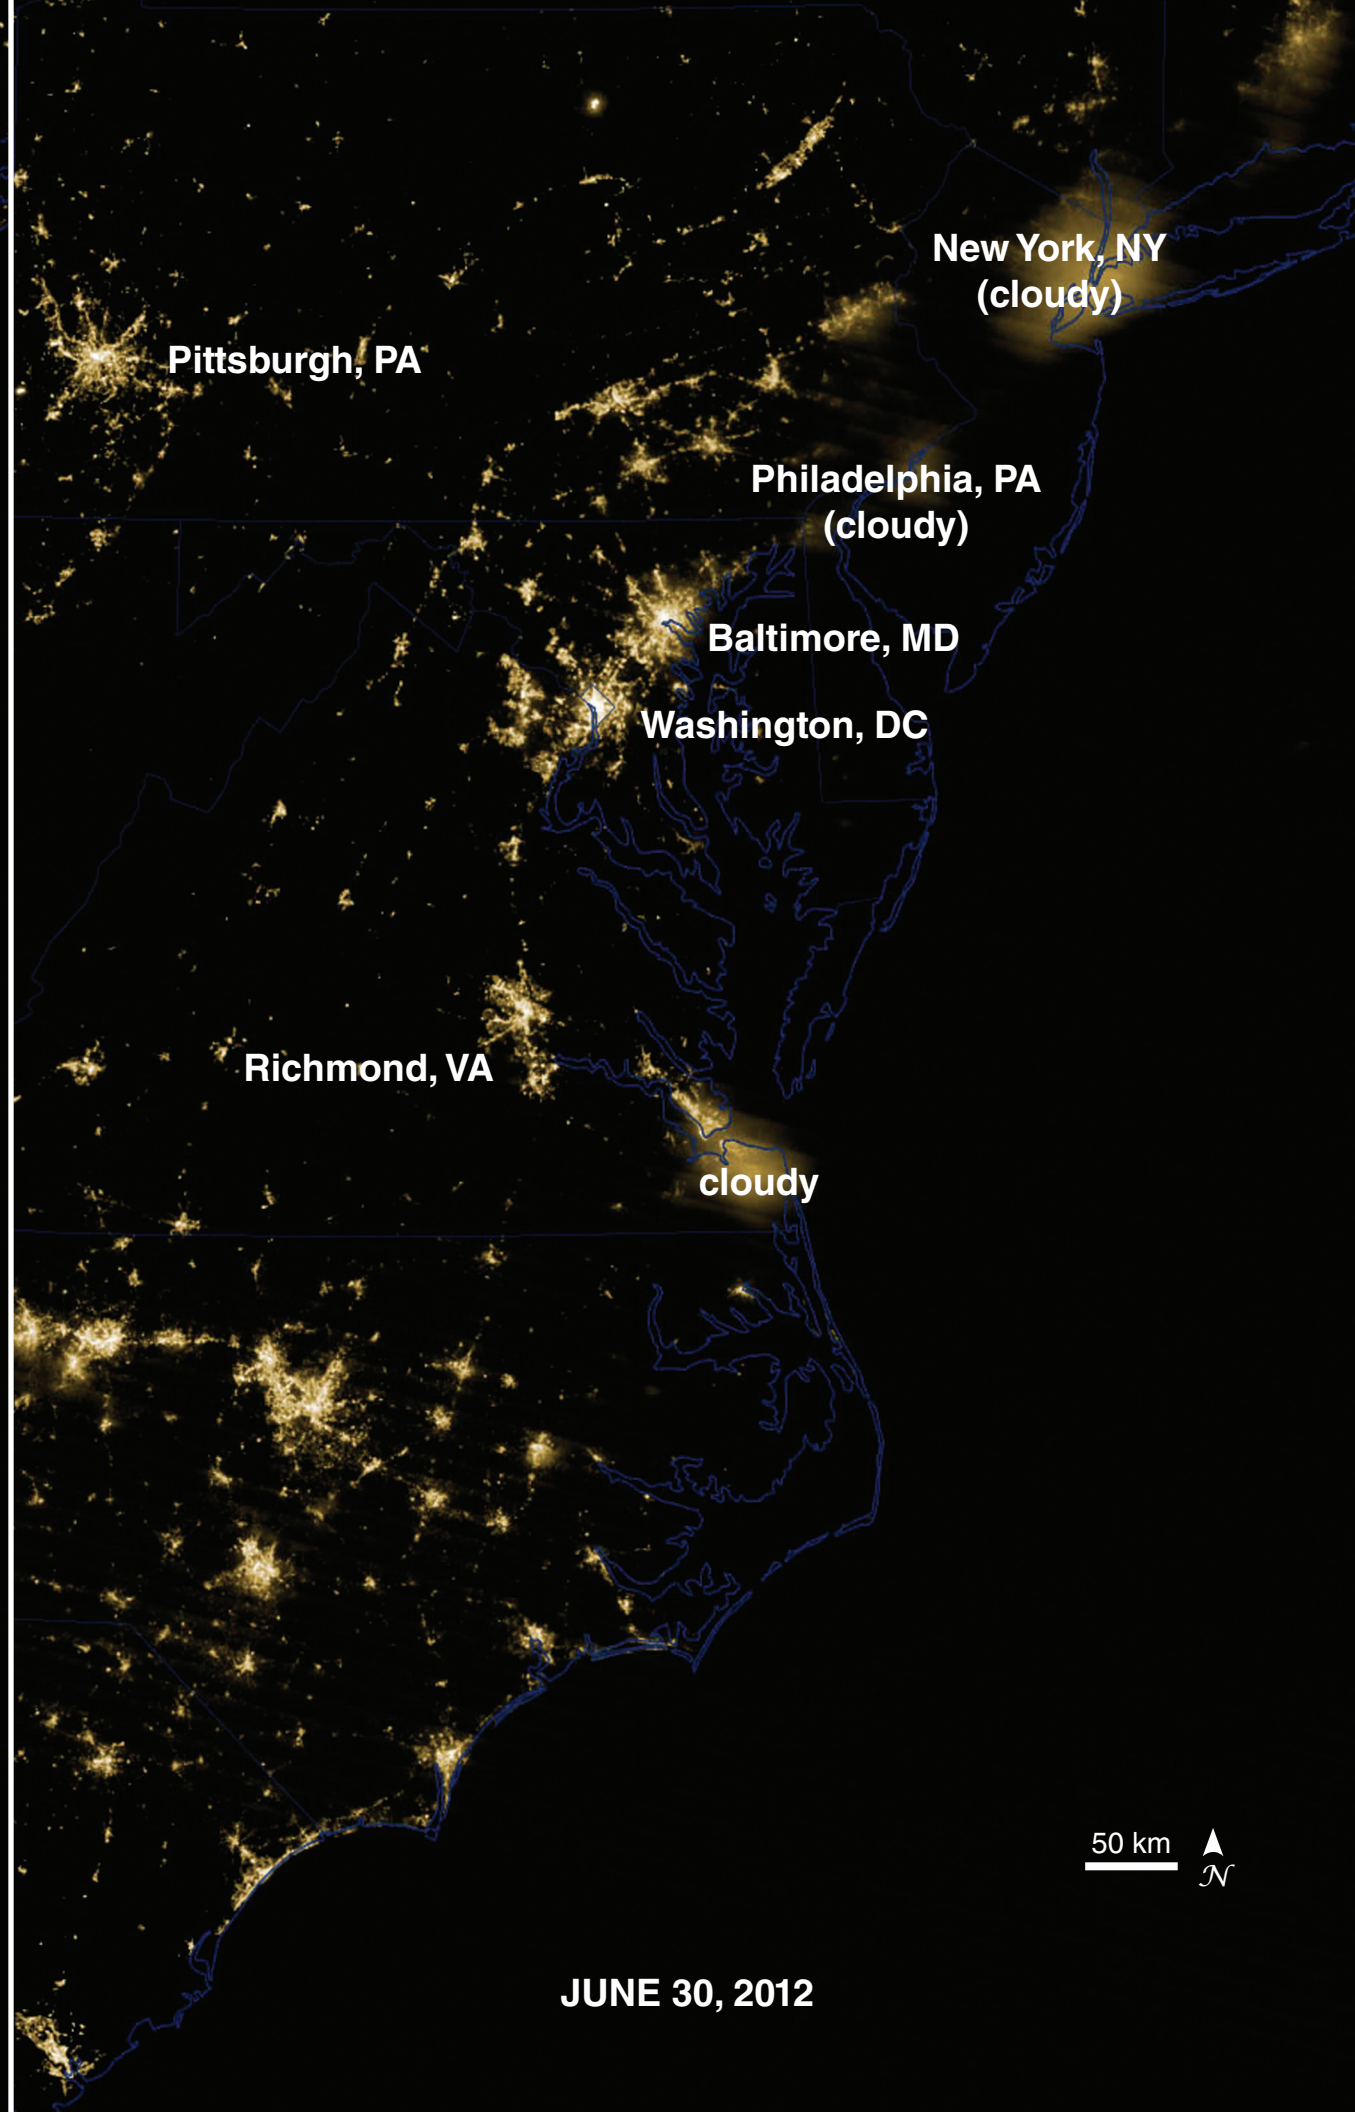 New York, NY
(cloudy)
Pittsburgh, PA
Philadelphia, PA
(cloudy)
Baltimore, MD
Washington, DC
Richmond, VA
cloudy
50 km
N
JUNE 30, 2012